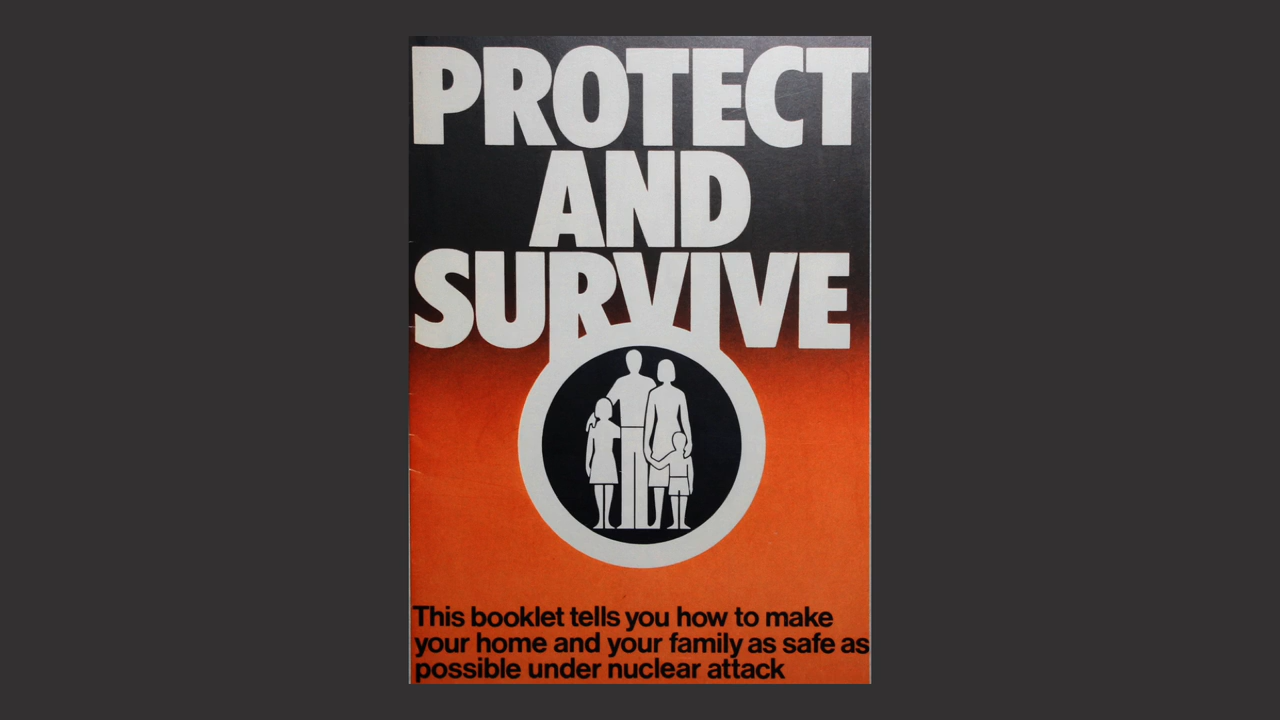 PROTECT
AND
SURVIVE
This booklet tells you how to make
your home and your family as safe as
possible under nuclear attack